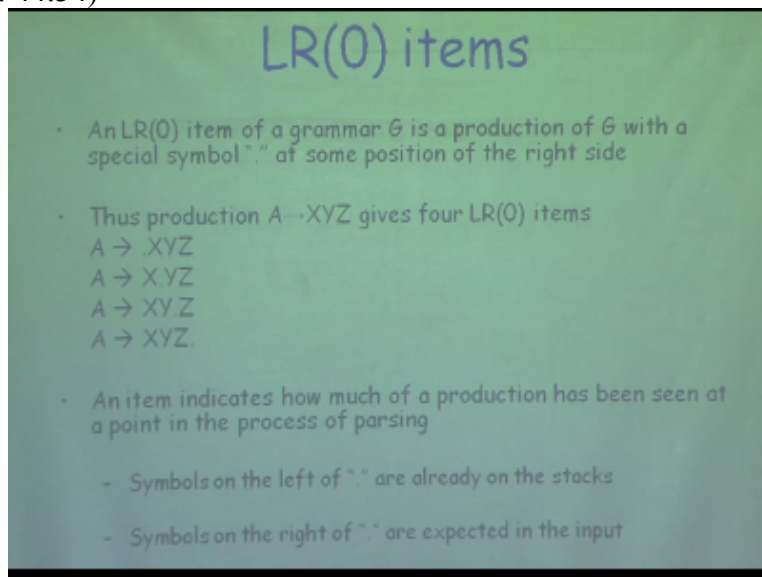 LR(0) items
· An LR(0) item of a grammar G is a production of G with a
special symbol "." at some position of the right side
· Thus production A→XYZ gives four LR(0) items
A → .XYZ
A → X.YZ
A → XY.Z
A → XYZ.
· An item indicates how much of a production has been seen at
a point in the process of parsing
- Symbols on the left of "." are already on the stacks
- Symbols on the right of "." are expected in the input